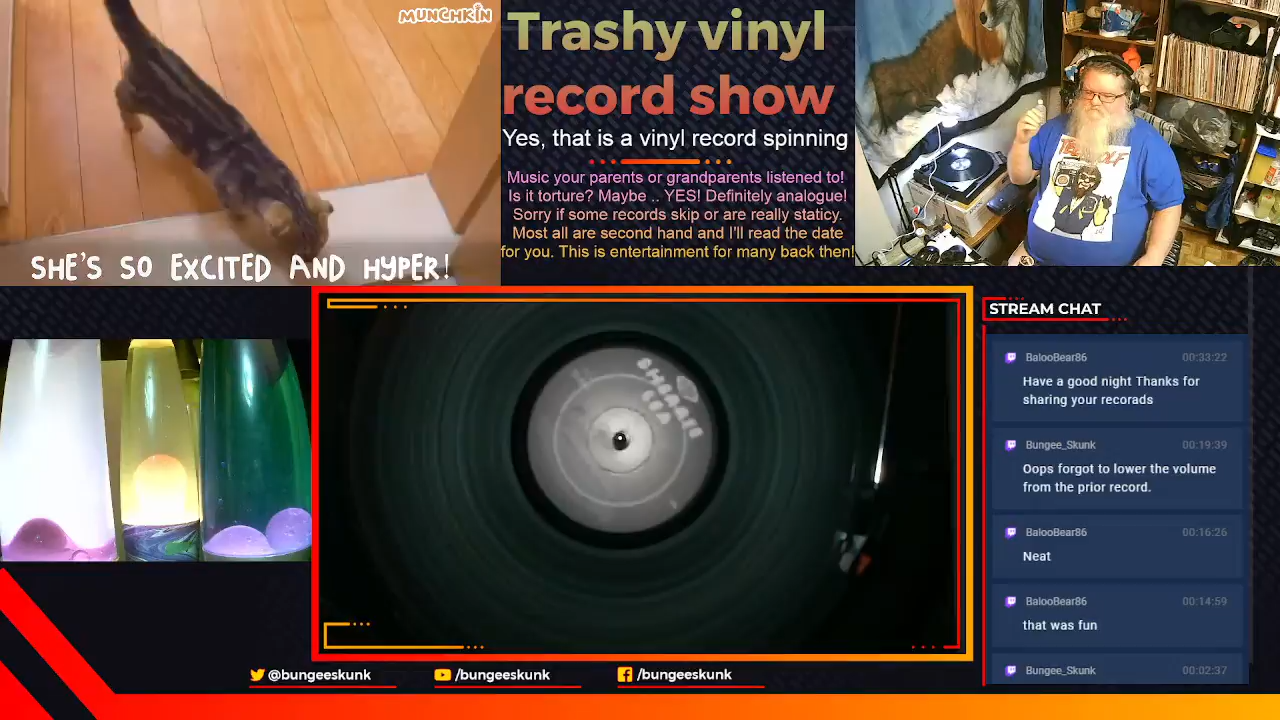 MUNCHKIN
SHE'S SO EXCITED AND HYPER!
Trashy vinyl
record show
Yes, that is a vinyl record spinning
Music your parents or grandparents listened to!
Is it torture? Maybe .. YES! Definitely analogue!
Sorry if some records skip or are really staticy.
Most all are second hand and I'll read the date
for you. This is entertainment for many back then!
STREAM CHAT
BalooBear86 00:33:22
Have a good night Thanks for
sharing your recorads
Bungee_Skunk 00:19:39
Oops forgot to lower the volume
from the prior record.
BalooBear86 00:16:26
Neat
BalooBear86 00:14:59
that was fun
Bungee_Skunk 00:02:37
@bungeeskunk
/bungeeskunk
/bungeeskunk